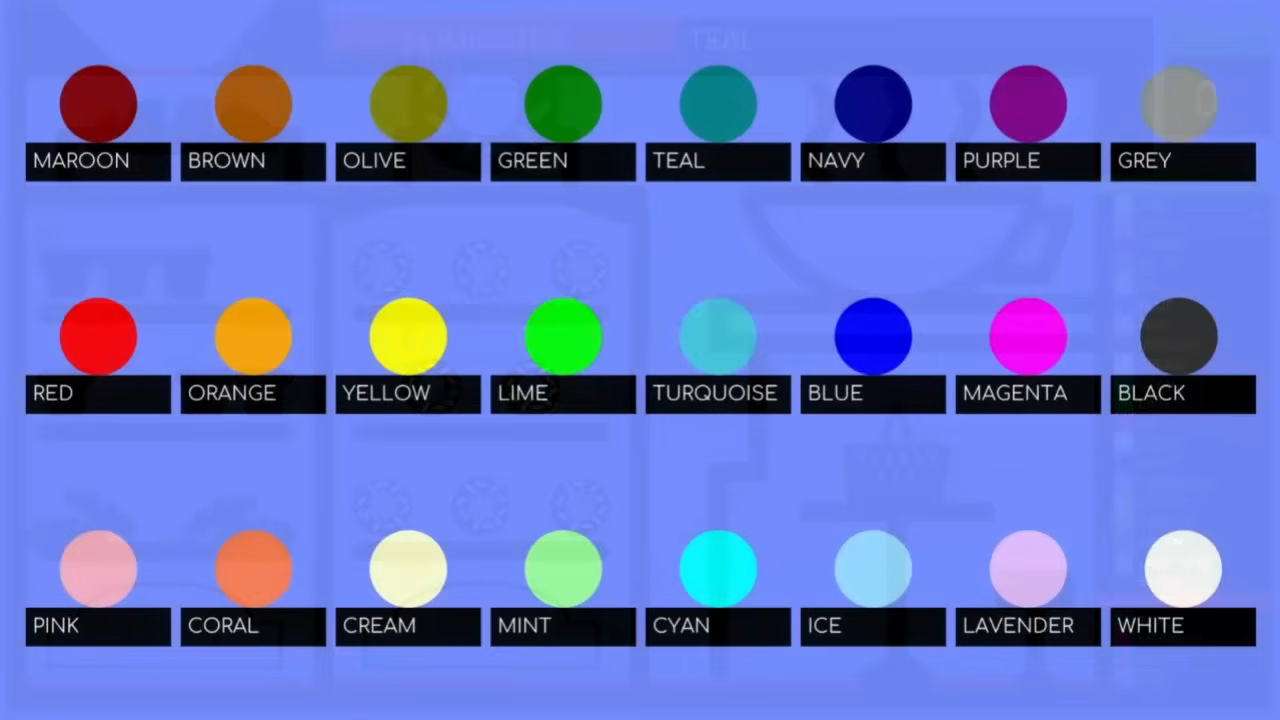 TEAL
MAROON BROWN OLIVE GREEN TEAL NAVY PURPLE GREY
RED ORANGE YELLOW LIME TURQUOISE BLUE MAGENTA BLACK
PINK CORAL CREAM MINT CYAN ICE LAVENDER WHITE